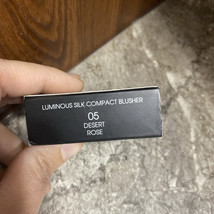 LUMINOUS SILK COMPACT BLUSHER
05
DESERT
ROSE